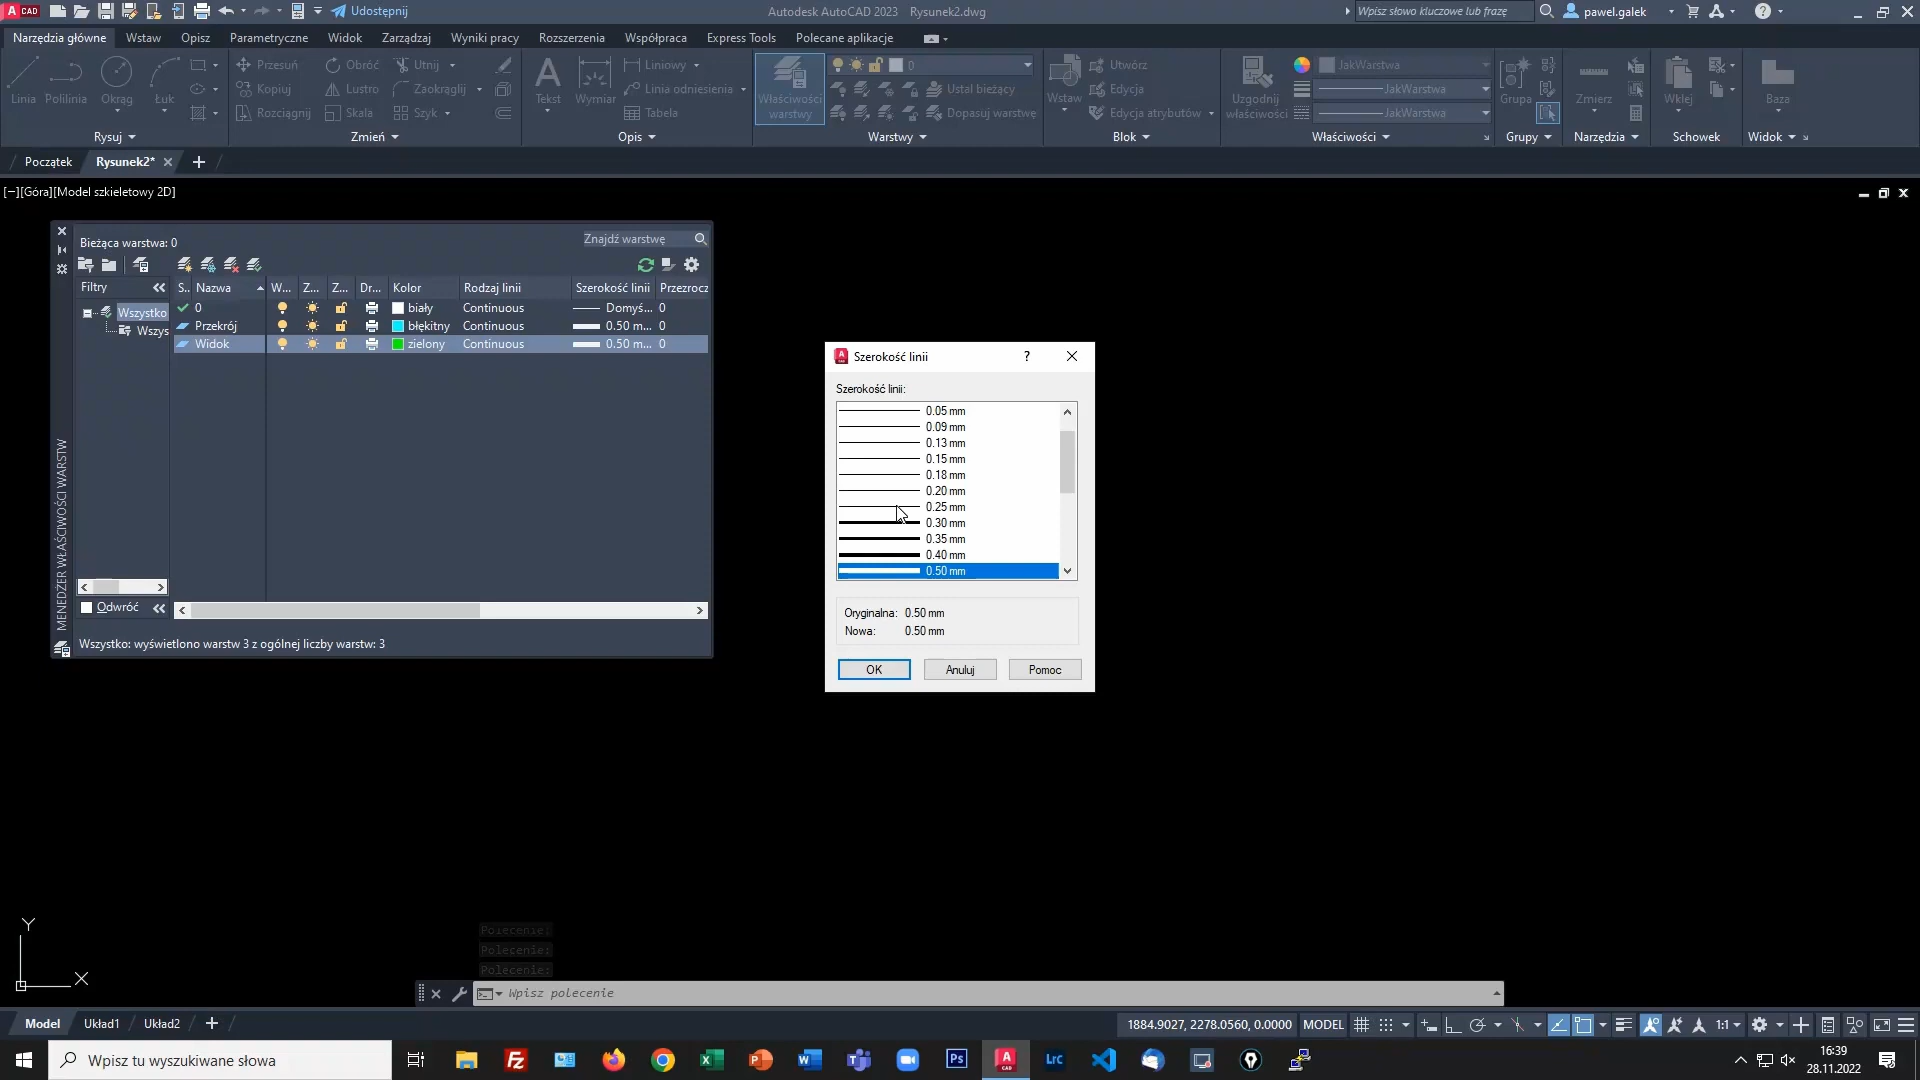 A CAD Udostępnij Autodesk AutoCAD 2023 Rysunek2.dwg Wpisz słowo kluczowe lub frazę pawel.galek
Narzędzia główne Wstaw Opisz Parametryczne Widok Zarządzaj Wyniki pracy Rozszerzenia Współpraca Express Tools Polecane aplikacje
Linia Polilinia Okrąg Łuk
Przesuń Obróć Utnij
Kopiuj Lustro Zaokrąglij
Rozciągnij Skala Szyk
Tekst Wymiar
Liniowy
Linia odniesienia
Tabela
Właściwości warstwy
0
Ustal bieżący
Dopasuj warstwę
Wstaw
Utwórz
Edycja
Edycja atrybutów
Uzgodnij właściwości
JakWarstwa
JakWarstwa
JakWarstwa
Grupa Zmierz Wklej Baza
Rysuj Zmień Opis Warstwy Blok Właściwości Grupy Narzędzia Schowek Widok
Początek Rysunek2*
[−][Góra][Model szkieletowy 2D]
Bieżąca warstwa: 0 Znajdź warstwę
Filtry S.. Nazwa W... Z... Z... Dr... Kolor Rodzaj linii Szerokość linii Przezrocz
0 biały Continuous Domyś... 0
Wszystko
Przekrój błękitny Continuous 0.50 m... 0
Wszys
Widok zielony Continuous 0.50 m... 0
MENEDŻER WŁAŚCIWOŚCI WARSTW
Odwróć
Wszystko: wyświetlono warstw 3 z ogólnej liczby warstw: 3
Szerokość linii ?
Szerokość linii:
0.05 mm
0.09 mm
0.13 mm
0.15 mm
0.18 mm
0.20 mm
0.25 mm
0.30 mm
0.35 mm
0.40 mm
0.50 mm
Oryginalna: 0.50 mm
Nowa: 0.50 mm
OK Anuluj Pomoc
Y
X
Polecenie:
Polecenie:
Polecenie:
Wpisz polecenie
Model Układ1 Układ2 1884.9027, 2278.0560, 0.0000 MODEL 1:1
Wpisz tu wyszukiwane słowa Ps A CAD Lrc
16:39
28.11.2022